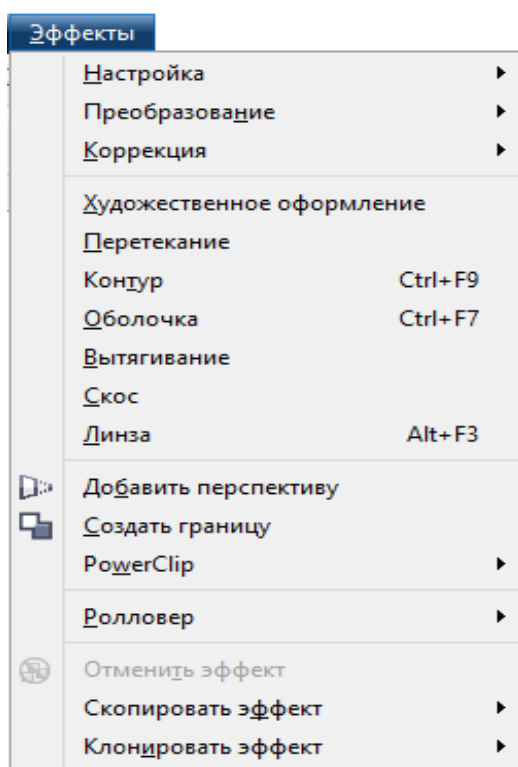 Эффекты
Настройка
Преобразование
Коррекция
Художественное оформление
Перетекание
Контур Ctrl+F9
Оболочка Ctrl+F7
Вытягивание
Скос
Линза Alt+F3
Добавить перспективу
Создать границу
PowerClip
Ролловер
Отменить эффект
Скопировать эффект
Клонировать эффект